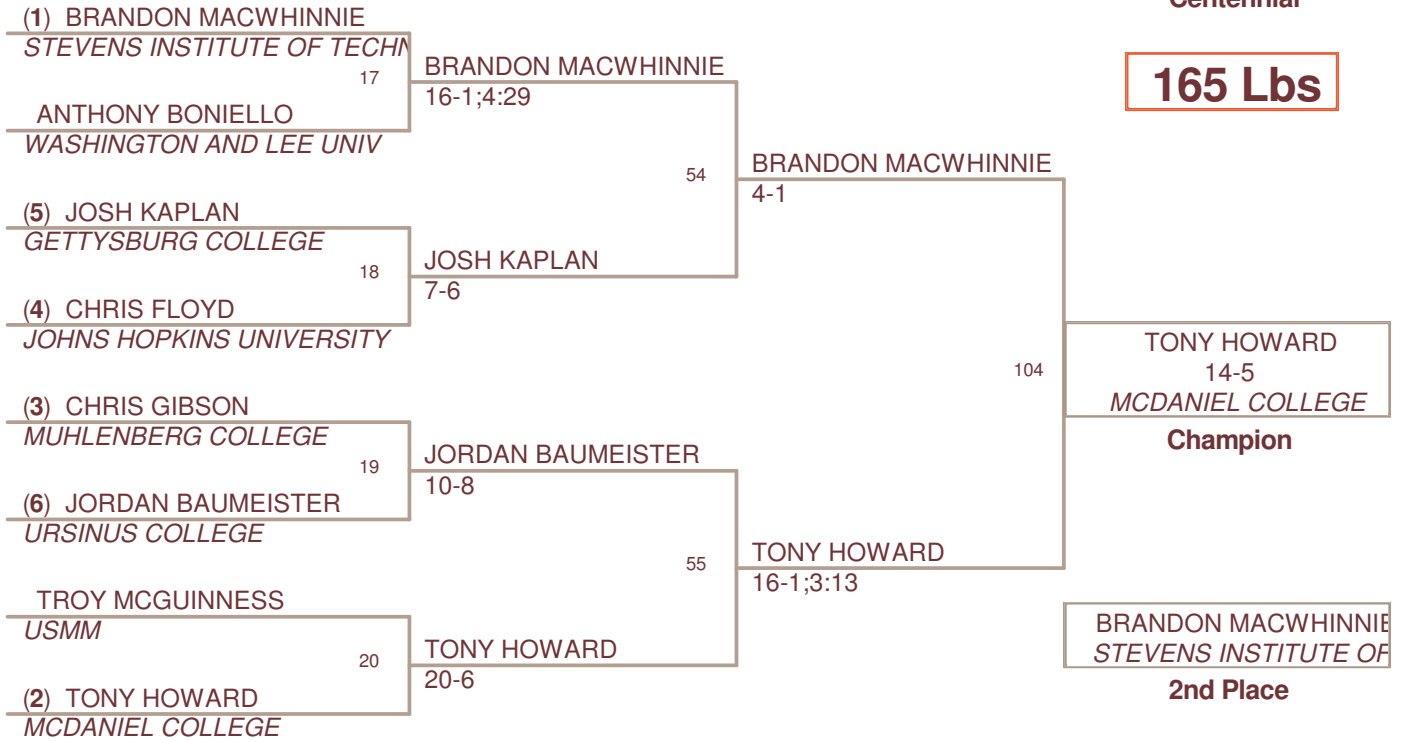 Centennial
165 Lbs
(1) BRANDON MACWHINNIE
STEVENS INSTITUTE OF TECHN
17
ANTHONY BONIELLO
WASHINGTON AND LEE UNIV
BRANDON MACWHINNIE
16-1;4:29
(5) JOSH KAPLAN
GETTYSBURG COLLEGE
18
(4) CHRIS FLOYD
JOHNS HOPKINS UNIVERSITY
JOSH KAPLAN
7-6
54
BRANDON MACWHINNIE
4-1
(3) CHRIS GIBSON
MUHLENBERG COLLEGE
19
(6) JORDAN BAUMEISTER
URSINUS COLLEGE
JORDAN BAUMEISTER
10-8
TROY MCGUINNESS
USMM
20
(2) TONY HOWARD
MCDANIEL COLLEGE
TONY HOWARD
20-6
55
TONY HOWARD
16-1;3:13
104
TONY HOWARD
14-5
MCDANIEL COLLEGE
Champion
BRANDON MACWHINNIE
STEVENS INSTITUTE OF
2nd Place